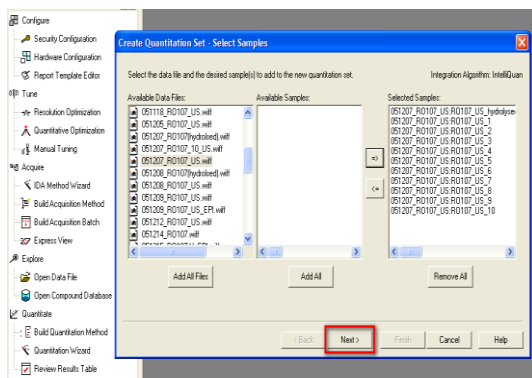 Configure
Security Configuration
Hardware Configuration
Report Template Editor
Tune
Resolution Optimization
Quantitative Optimization
Manual Tuning
Acquire
IDA Method Wizard
Build Acquisition Method
Build Acquisition Batch
Express View
Explore
Open Data File
Open Compound Database
Quantitate
Build Quantitation Method
Quantitation Wizard
Review Results Table
Create Quantitation Set - Select Samples
Select the data file and the desired sample(s) to add to the new quantitation set.
Integration Algorithm: IntelliQuan
Available Data Files:
051118_RO107_US.wiff
051205_RO107_US.wiff
051207_RO107(hydrolised).wiff
051207_RO107_10_US.wiff
051207_RO107_US.wiff
051208_RO107(hydrolised).wiff
051208_RO107_US.wiff
051209_RO107_US.wiff
051209_RO107_US_EPI.wiff
051212_RO107_US.wiff
051214_RO107.wiff
Add All Files
Available Samples:
Add All
Selected Samples:
051207_RO107_US:RO107_US_hydrolyse
051207_RO107_US:RO107_US_1
051207_RO107_US:RO107_US_2
051207_RO107_US:RO107_US_3
051207_RO107_US:RO107_US_4
051207_RO107_US:RO107_US_5
051207_RO107_US:RO107_US_6
051207_RO107_US:RO107_US_7
051207_RO107_US:RO107_US_8
051207_RO107_US:RO107_US_9
051207_RO107_US:RO107_US_10
Remove All
=>
<=
< Back
Next >
Finish
Cancel
Help